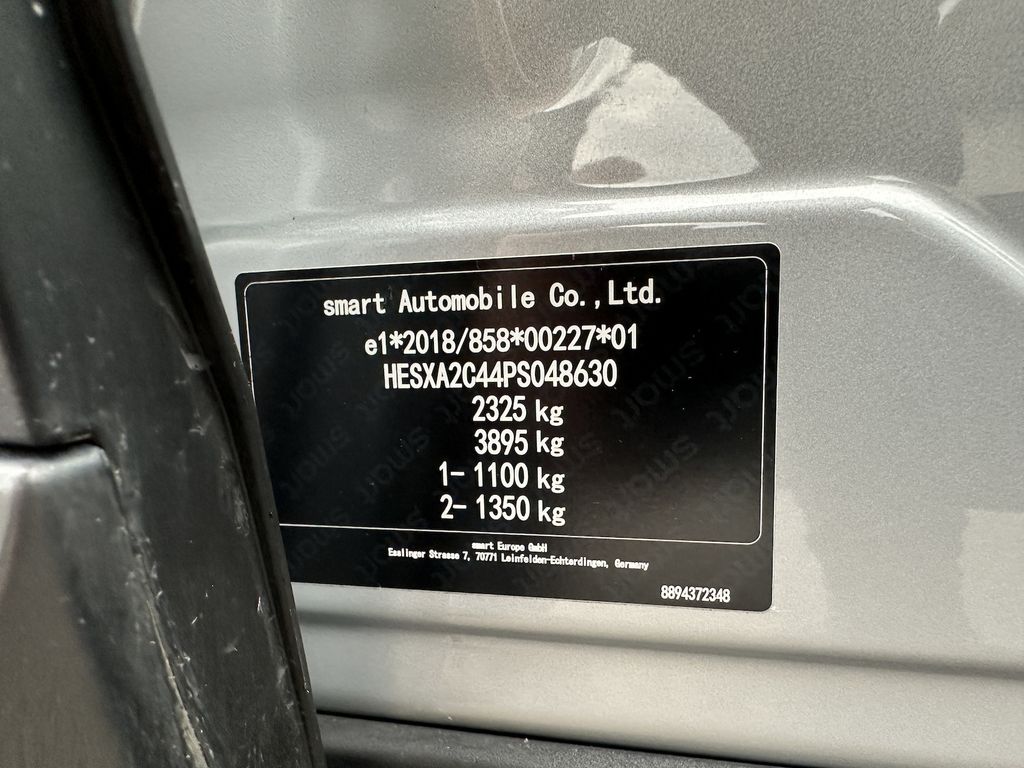 smart Automobile Co.,Ltd.
e1*2018/858*00227*01
HESXA2C44PS048630
2325 kg
3895 kg
1- 1100 kg
2- 1350 kg
smart Europe GmbH
Esslinger Strasse 7, 70771 Leinfelden-Echterdingen, Germany
8894372348